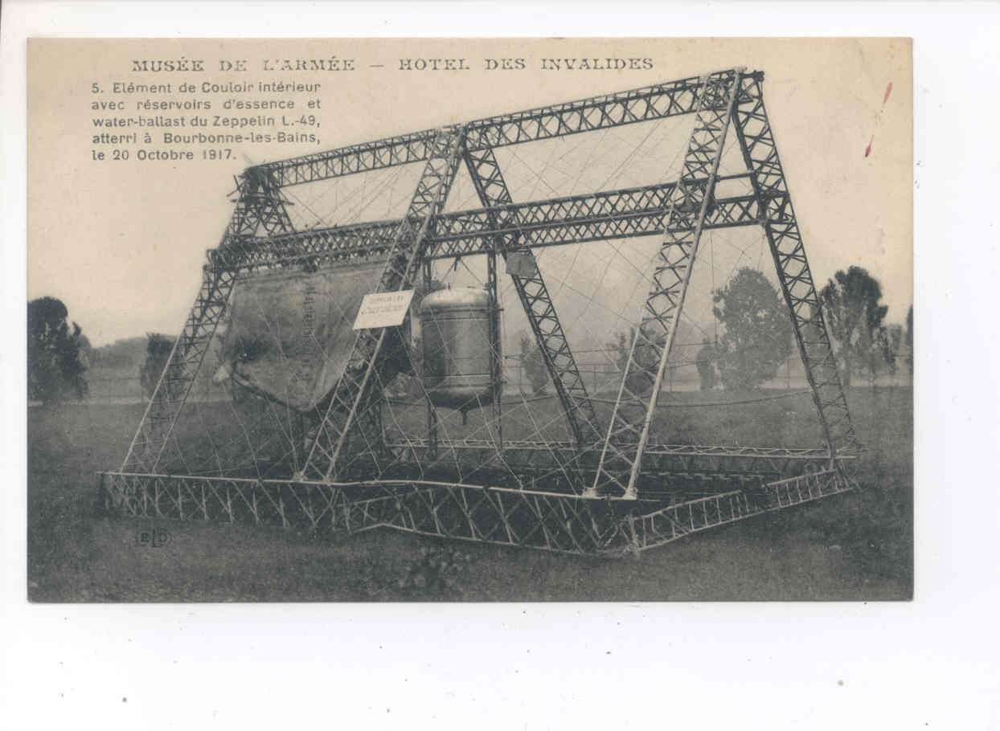 MUSÉE DE L'ARMÉE — HOTEL DES INVALIDES
5. Elément de Couloir intérieur
avec réservoirs d'essence et
water-ballast du Zeppelin L.-49,
atterri à Bourbonne-les-Bains,
le 20 Octobre 1917.
ELD